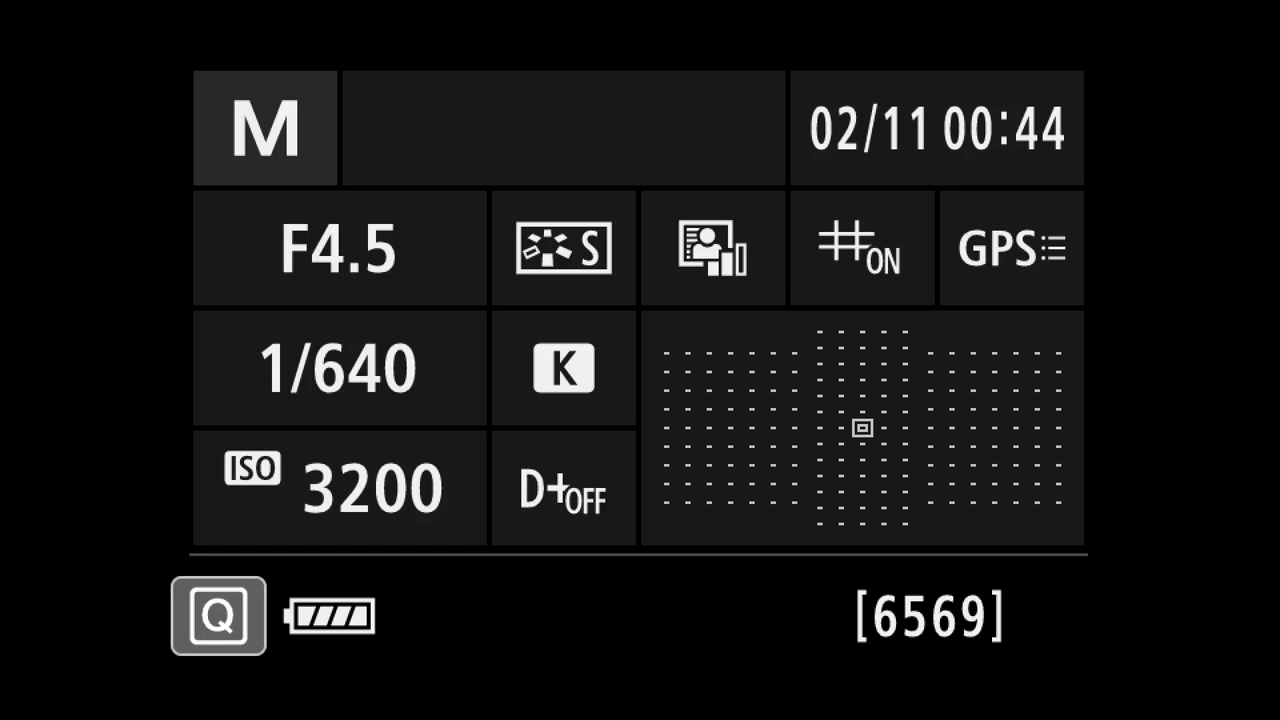 M 02/11 00:44
F4.5 S ON GPS
1/640 K
ISO 3200 D+OFF
Q [6569]